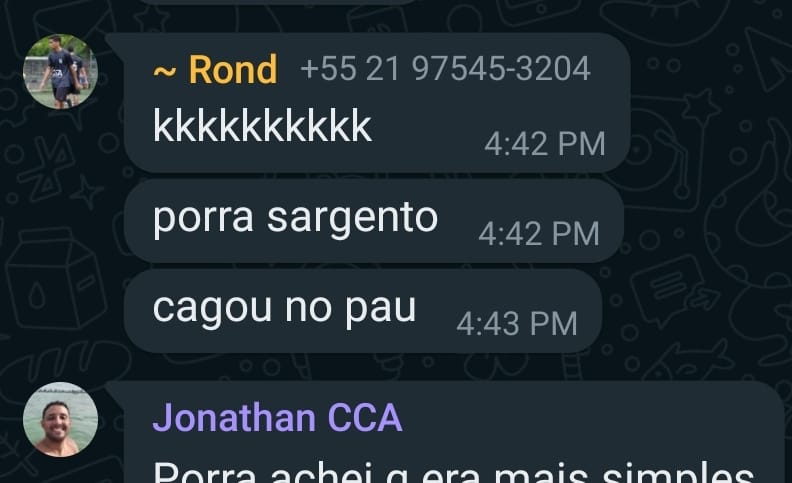 ~ Rond +55 21 97545-3204
kkkkkkkkkk
4:42 PM
porra sargento 4:42 PM
cagou no pau 4:43 PM
Jonathan CCA
Porra achei q era mais simples